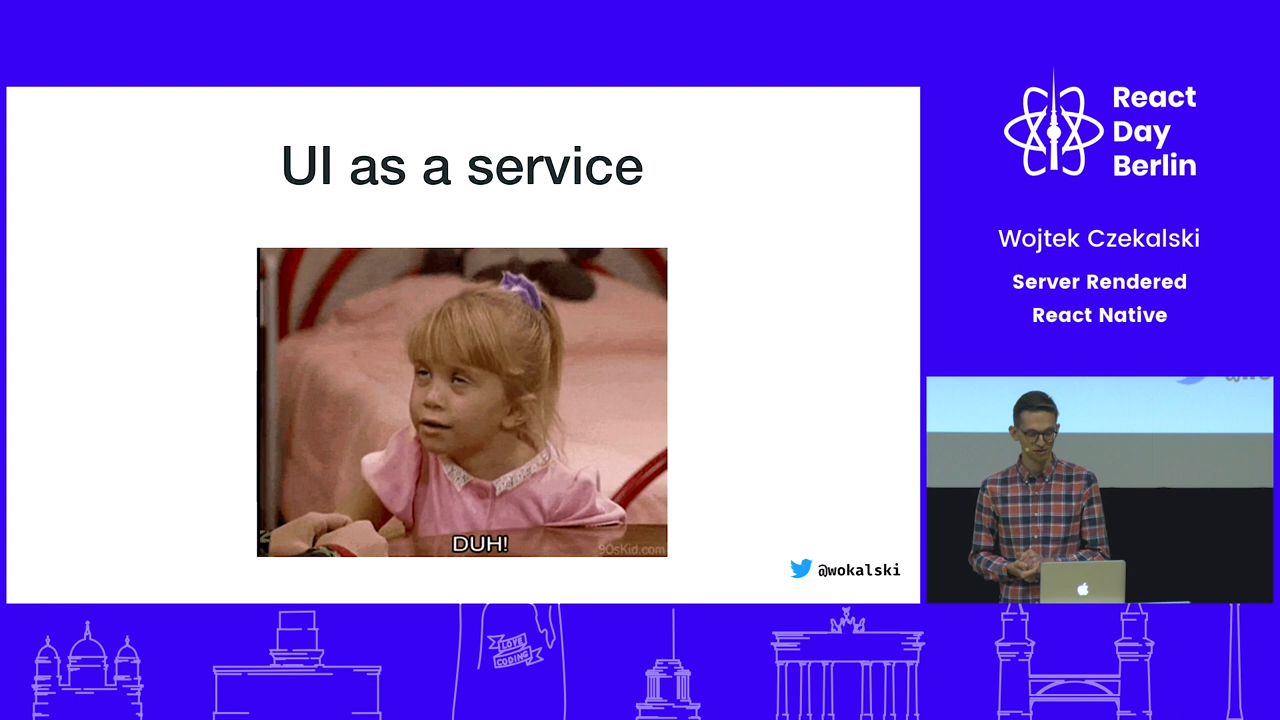 UI as a service
DUH!
90sKid.com
@wokalski
React
Day
Berlin
Wojtek Czekalski
Server Rendered
React Native
LOVE
CODING